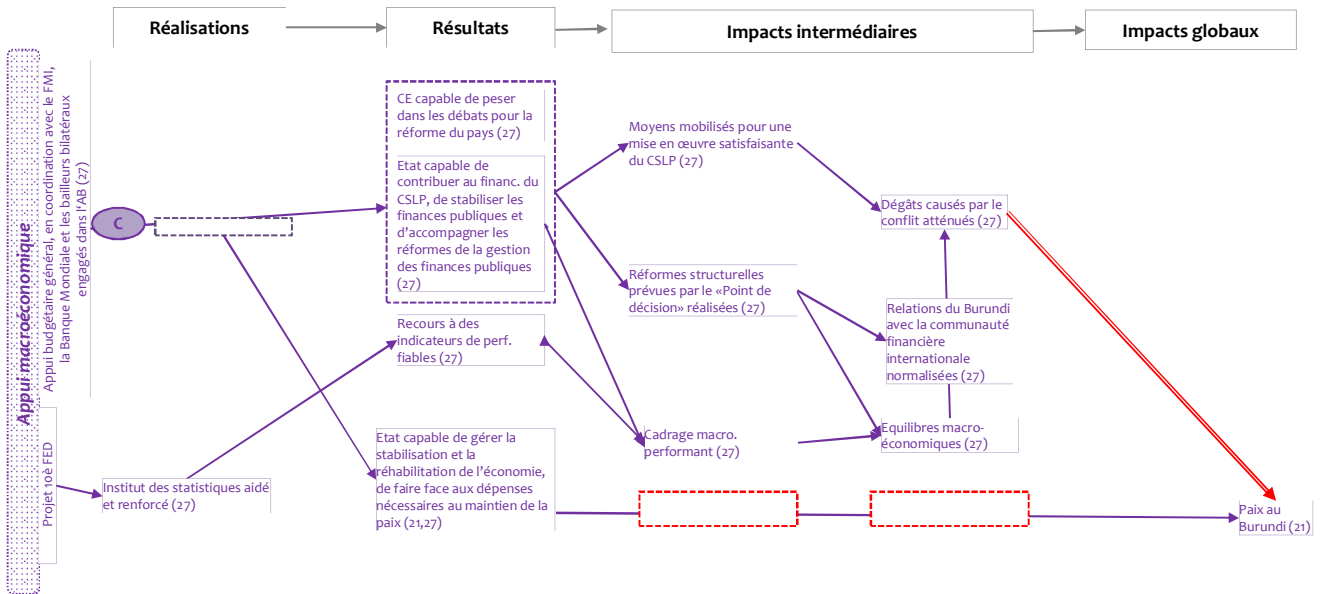 Réalisations
Résultats
Impacts intermédiaires
Impacts globaux
Appui macroéconomique
Appui budgétaire général, en coordination avec le FMI,
la Banque Mondiale et les bailleurs bilatéraux
engagés dans l'AB (27)
Projet 10è FED
C
Institut des statistiques aidé
et renforcé (27)
CE capable de peser
dans les débats pour la
réforme du pays (27)
Etat capable de
contribuer au financ. du
CSLP, de stabiliser les
finances publiques et
d’accompagner les
réformes de la gestion
des finances publiques
(27)
Recours à des
indicateurs de perf.
fiables (27)
Etat capable de gérer la
stabilisation et la
réhabilitation de l’économie,
de faire face aux dépenses
nécessaires au maintien de la
paix (21,27)
Moyens mobilisés pour une
mise en œuvre satisfaisante
du CSLP (27)
Réformes structurelles
prévues par le «Point de
décision» réalisées (27)
Cadrage macro.
performant (27)
Dégâts causés par le
conflit atténués (27)
Relations du Burundi
avec la communauté
financière
internationale
normalisées (27)
Equilibres macro-
économiques (27)
Paix au
Burundi (21)